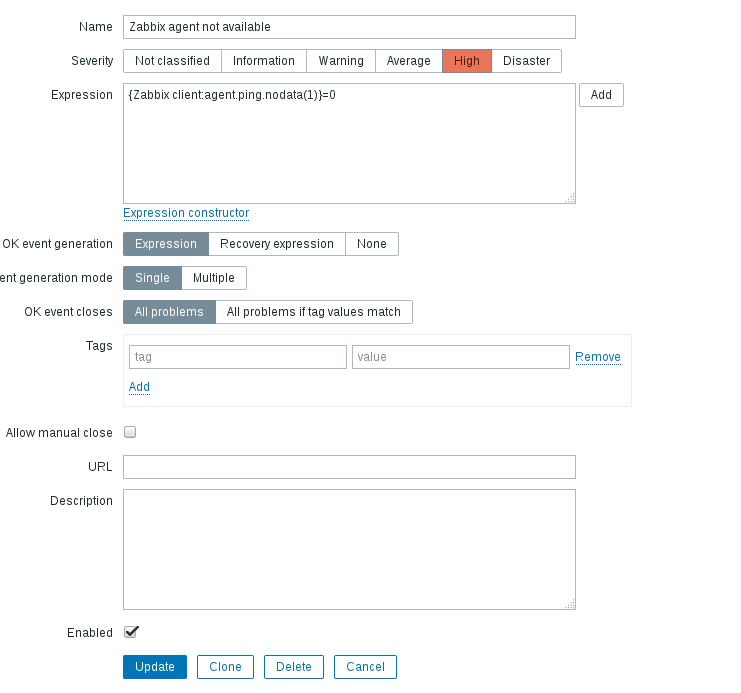 Name Zabbix agent not available
Severity Not classified Information Warning Average High Disaster
Expression {Zabbix client:agent.ping.nodata(1)}=0 Add
Expression constructor
OK event generation Expression Recovery expression None
ent generation mode Single Multiple
OK event closes All problems All problems if tag values match
Tags tag value Remove
Add
Allow manual close
URL
Description
Enabled
Update Clone Delete Cancel